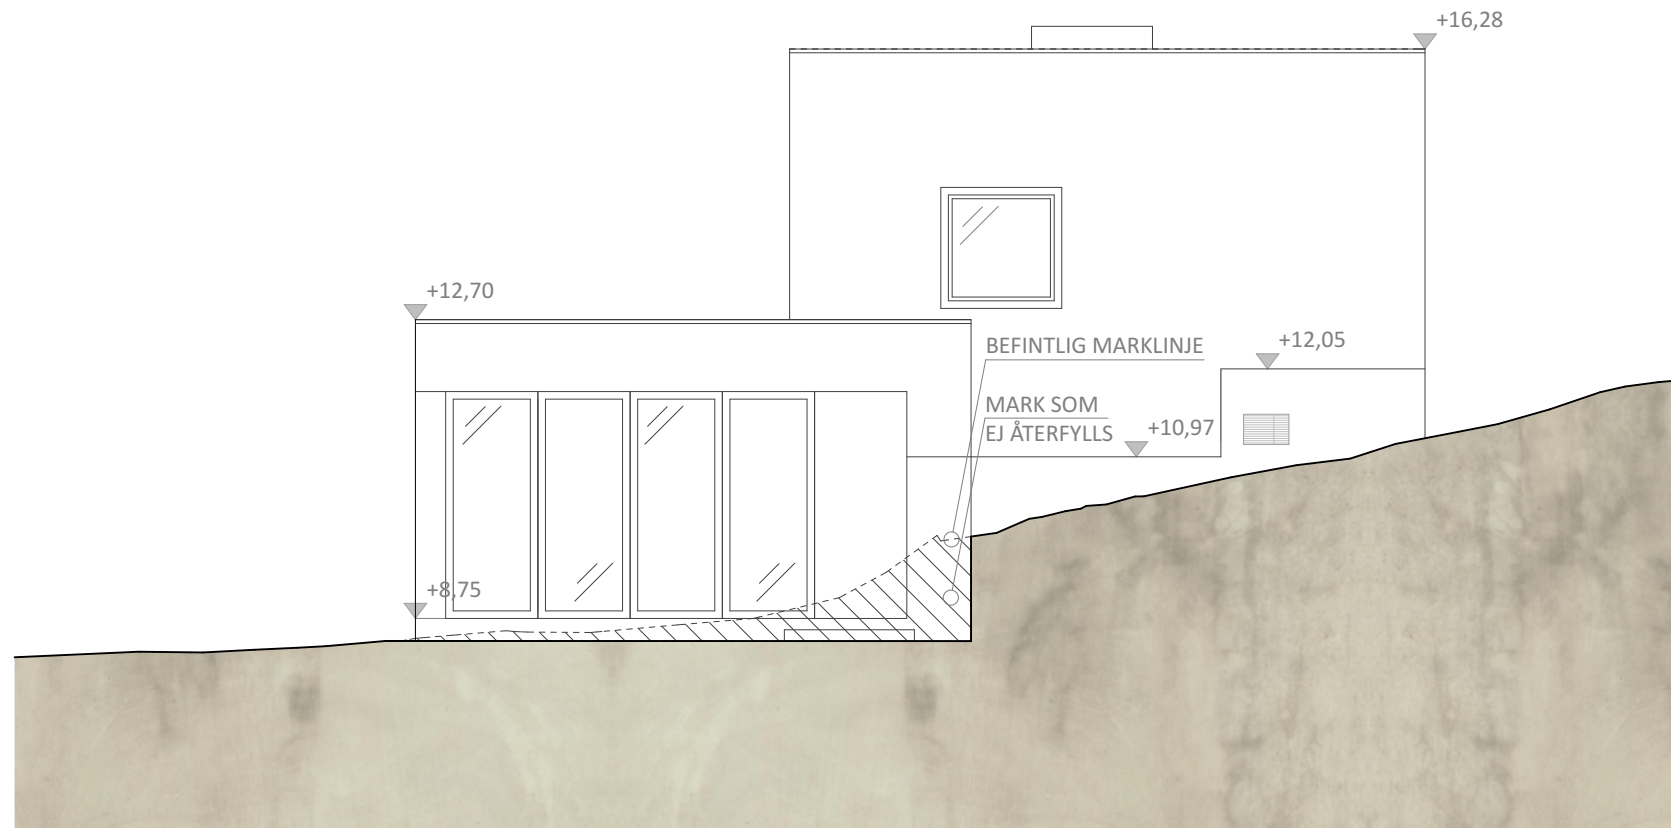 +16,28
+12,70
+12,05
BEFINTLIG MARKLINJE
MARK SOM
EJ ÅTERFYLLS
+10,97
+8,75